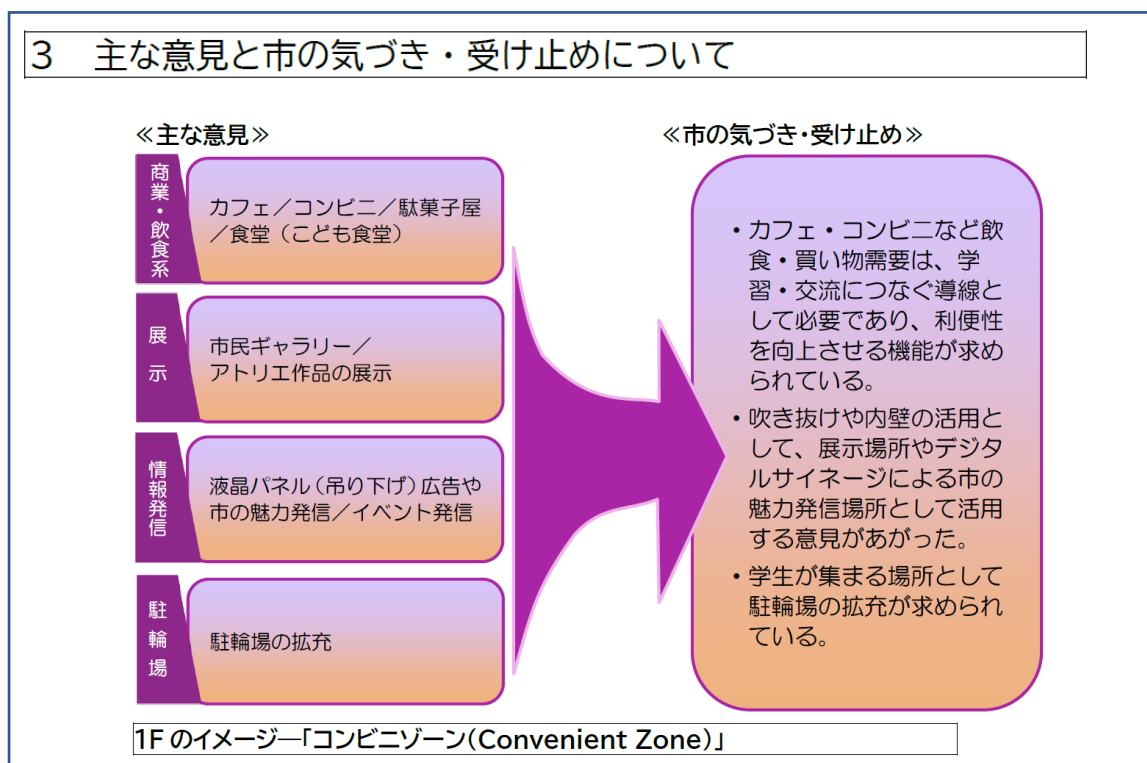 3 主な意見と市の気づき・受け止めについて
≪主な意見≫
商業・飲食系
カフェ／コンビニ／駄菓子屋
／食堂（こども食堂）
展示
市民ギャラリー／
アトリエ作品の展示
情報発信
液晶パネル（吊り下げ）広告や
市の魅力発信／イベント発信
駐輪場
駐輪場の拡充
≪市の気づき・受け止め≫
・カフェ・コンビニなど飲
食・買い物需要は、学
習・交流につなぐ導線と
して必要であり、利便性
を向上させる機能が求め
られている。
・吹き抜けや内壁の活用と
して、展示場所やデジタ
ルサイネージによる市の
魅力発信場所として活用
する意見があがった。
・学生が集まる場所として
駐輪場の拡充が求められ
ている。
1Fのイメージ―「コンビニゾーン(Convenient Zone)」